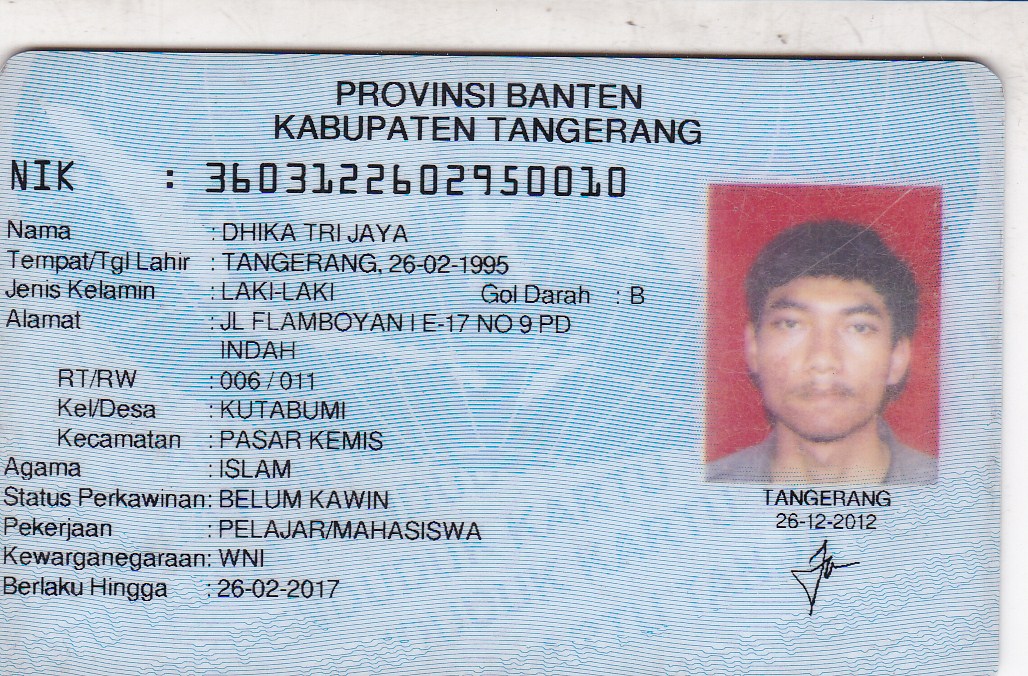 PROVINSI BANTEN
KABUPATEN TANGERANG
NIK : 3603122602950010
Nama : DHIKA TRI JAYA
Tempat/Tgl Lahir : TANGERANG, 26-02-1995
Jenis Kelamin : LAKI-LAKI Gol Darah : B
Alamat : JL FLAMBOYAN I E-17 NO 9 PD
INDAH
RT/RW : 006 / 011
Kel/Desa : KUTABUMI
Kecamatan : PASAR KEMIS
Agama : ISLAM
Status Perkawinan: BELUM KAWIN
Pekerjaan : PELAJAR/MAHASISWA
Kewarganegaraan: WNI
Berlaku Hingga : 26-02-2017
TANGERANG
26-12-2012